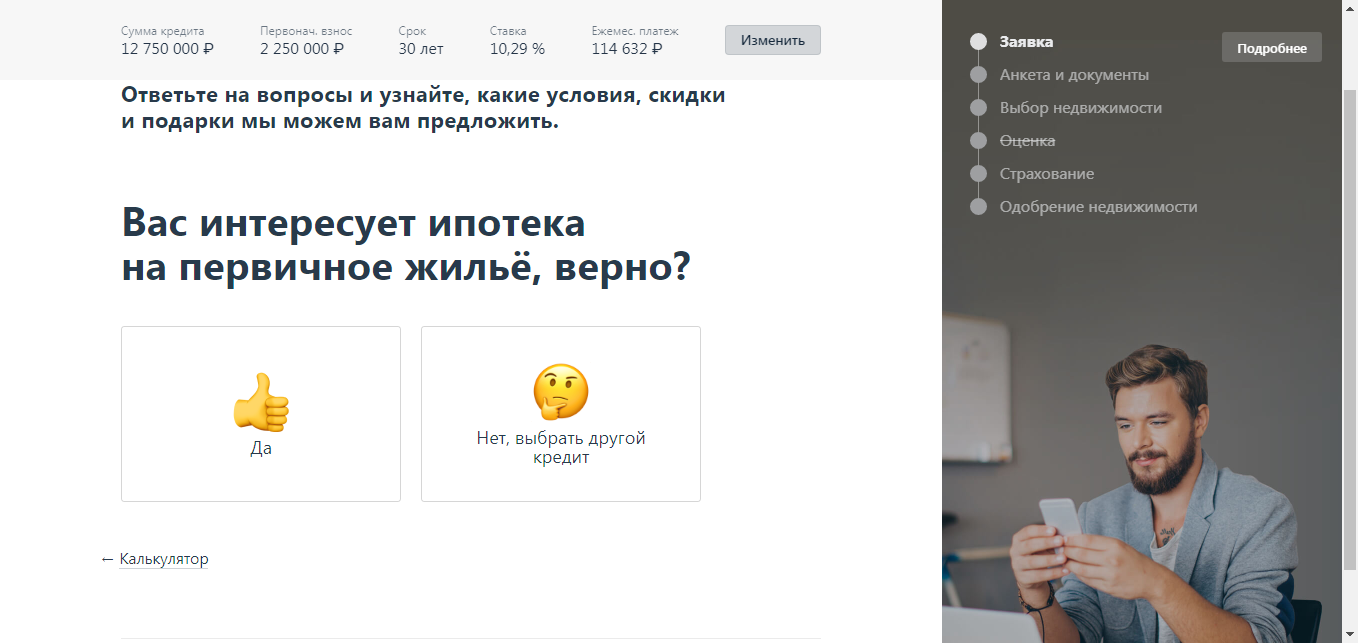 Сумма кредита
12 750 000 ₽
Первонач. взнос
2 250 000 ₽
Срок
30 лет
Ставка
10,29 %
Ежемес. платеж
114 632 ₽
Изменить
Ответьте на вопросы и узнайте, какие условия, скидки
и подарки мы можем вам предложить.
Вас интересует ипотека
на первичное жильё, верно?
Да
Нет, выбрать другой
кредит
← Калькулятор
Заявка
Подробнее
Анкета и документы
Выбор недвижимости
Оценка
Страхование
Одобрение недвижимости